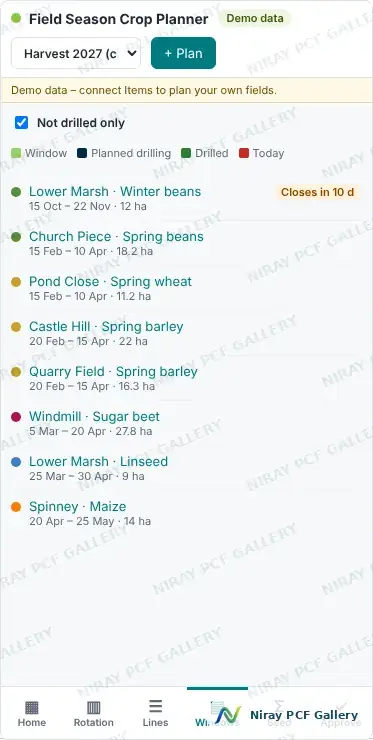 Field Season Crop Planner
Demo data
Harvest 2027 (c
+ Plan
Demo data – connect Items to plan your own fields.
Not drilled only
Window
Planned drilling
Drilled
Today
Lower Marsh · Winter beans
Closes in 10 d
15 Oct – 22 Nov · 12 ha
Church Piece · Spring beans
15 Feb – 10 Apr · 18.2 ha
Pond Close · Spring wheat
15 Feb – 10 Apr · 11.2 ha
Castle Hill · Spring barley
20 Feb – 15 Apr · 22 ha
Quarry Field · Spring barley
20 Feb – 15 Apr · 16.3 ha
Windmill · Sugar beet
5 Mar – 20 Apr · 27.8 ha
Lower Marsh · Linseed
25 Mar – 30 Apr · 9 ha
Spinney · Maize
20 Apr – 25 May · 14 ha
Home
Rotation
Lines
Windows
Seed
Approve
Niray PCF Gallery
NIRAY PCF GALLERY